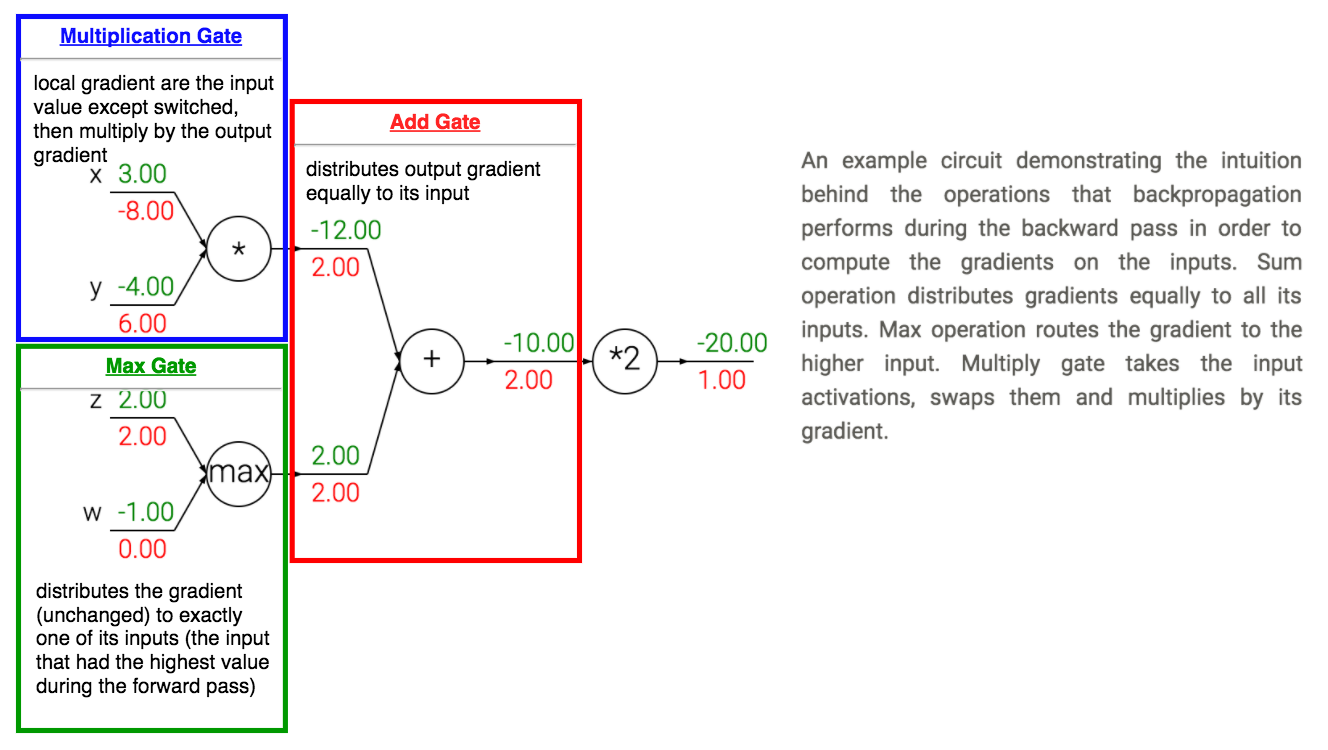 Multiplication Gate
local gradient are the input
value except switched,
then multiply by the output
gradient
x 3.00
-8.00
*
y -4.00
6.00
Max Gate
z 2.00
2.00
max
w -1.00
0.00
distributes the gradient
(unchanged) to exactly
one of its inputs (the input
that had the highest value
during the forward pass)
Add Gate
distributes output gradient
equally to its input
-12.00
2.00
+
2.00
2.00
-10.00
2.00
*2
-20.00
1.00
An example circuit demonstrating the intuition
behind the operations that backpropagation
performs during the backward pass in order to
compute the gradients on the inputs. Sum
operation distributes gradients equally to all its
inputs. Max operation routes the gradient to the
higher input. Multiply gate takes the input
activations, swaps them and multiplies by its
gradient.